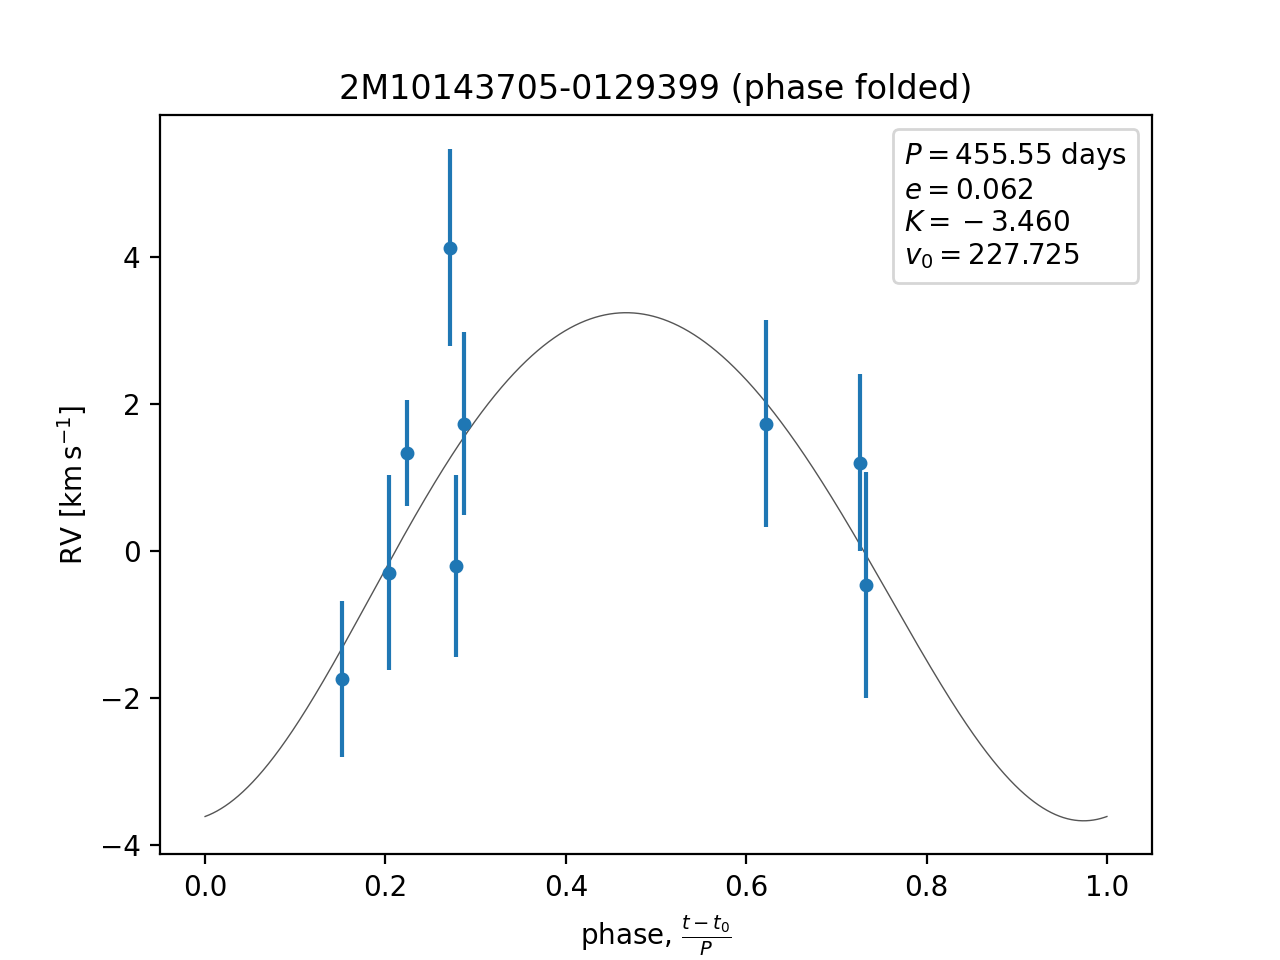 2M10143705-0129399 (phase folded)
P = 455.55 days
e = 0.062
K = −3.460
v₀ = 227.725
RV [km s⁻¹]
4
2
0
−2
−4
0.0 0.2 0.4 0.6 0.8 1.0
phase, (t − t₀)/P